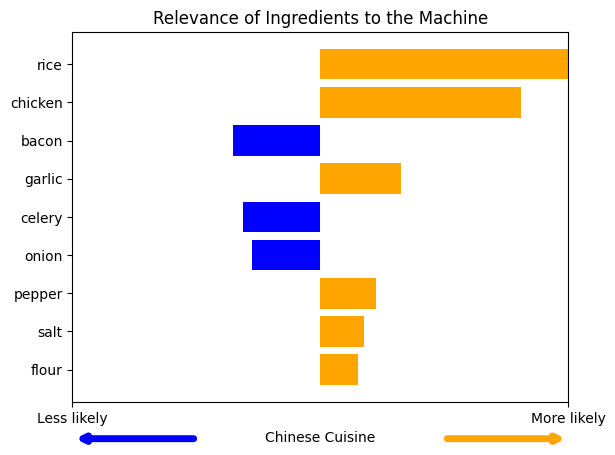 Relevance of Ingredients to the Machine
rice
chicken
bacon
garlic
celery
onion
pepper
salt
flour
Less likely
More likely
Chinese Cuisine